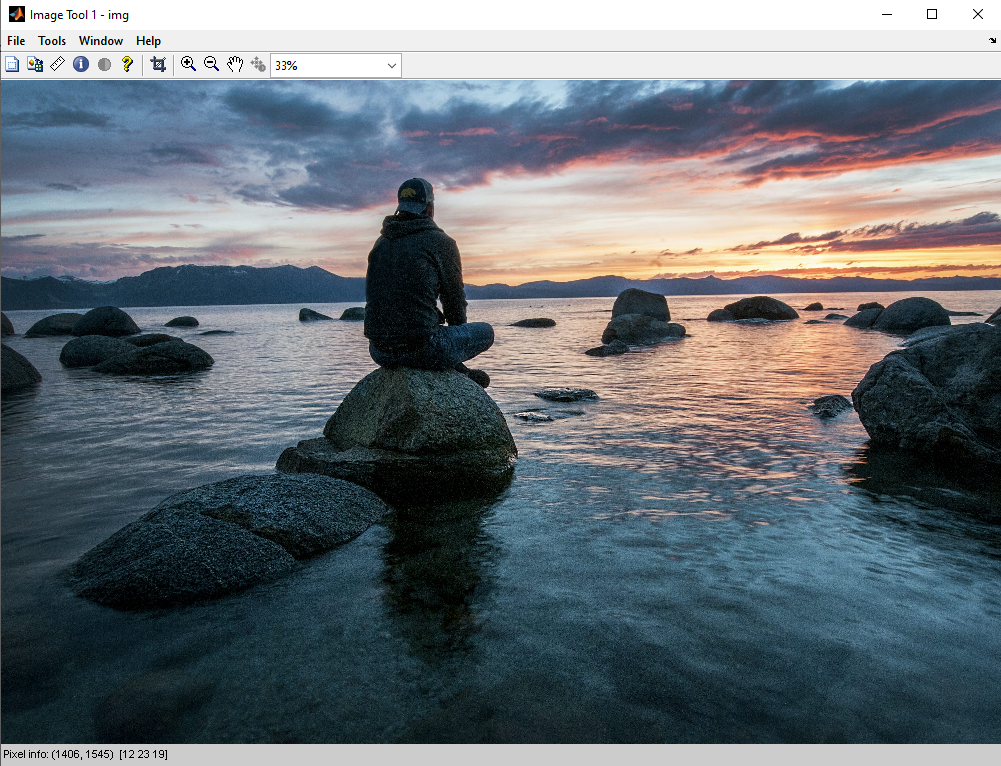 Image Tool 1 - img
File Tools Window Help
33%
Pixel info: (1406, 1545) [12 23 19]